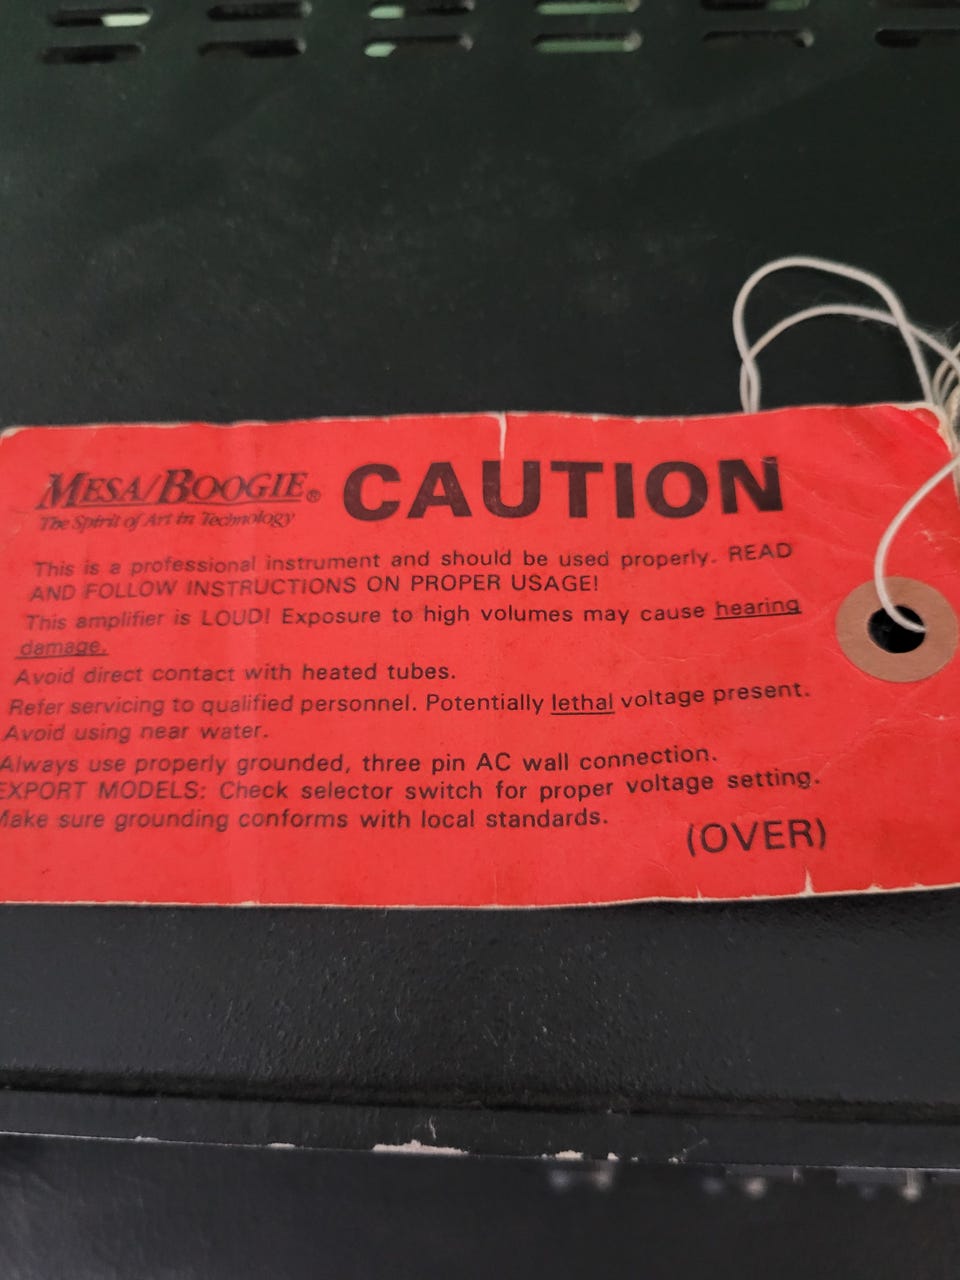 MESA/BOOGIE® CAUTION
The Spirit of Art in Technology
This is a professional instrument and should be used properly. READ
AND FOLLOW INSTRUCTIONS ON PROPER USAGE!
This amplifier is LOUD! Exposure to high volumes may cause hearing
damage.
Avoid direct contact with heated tubes.
Refer servicing to qualified personnel. Potentially lethal voltage present.
Avoid using near water.
Always use properly grounded, three pin AC wall connection.
EXPORT MODELS: Check selector switch for proper voltage setting.
Make sure grounding conforms with local standards.
(OVER)